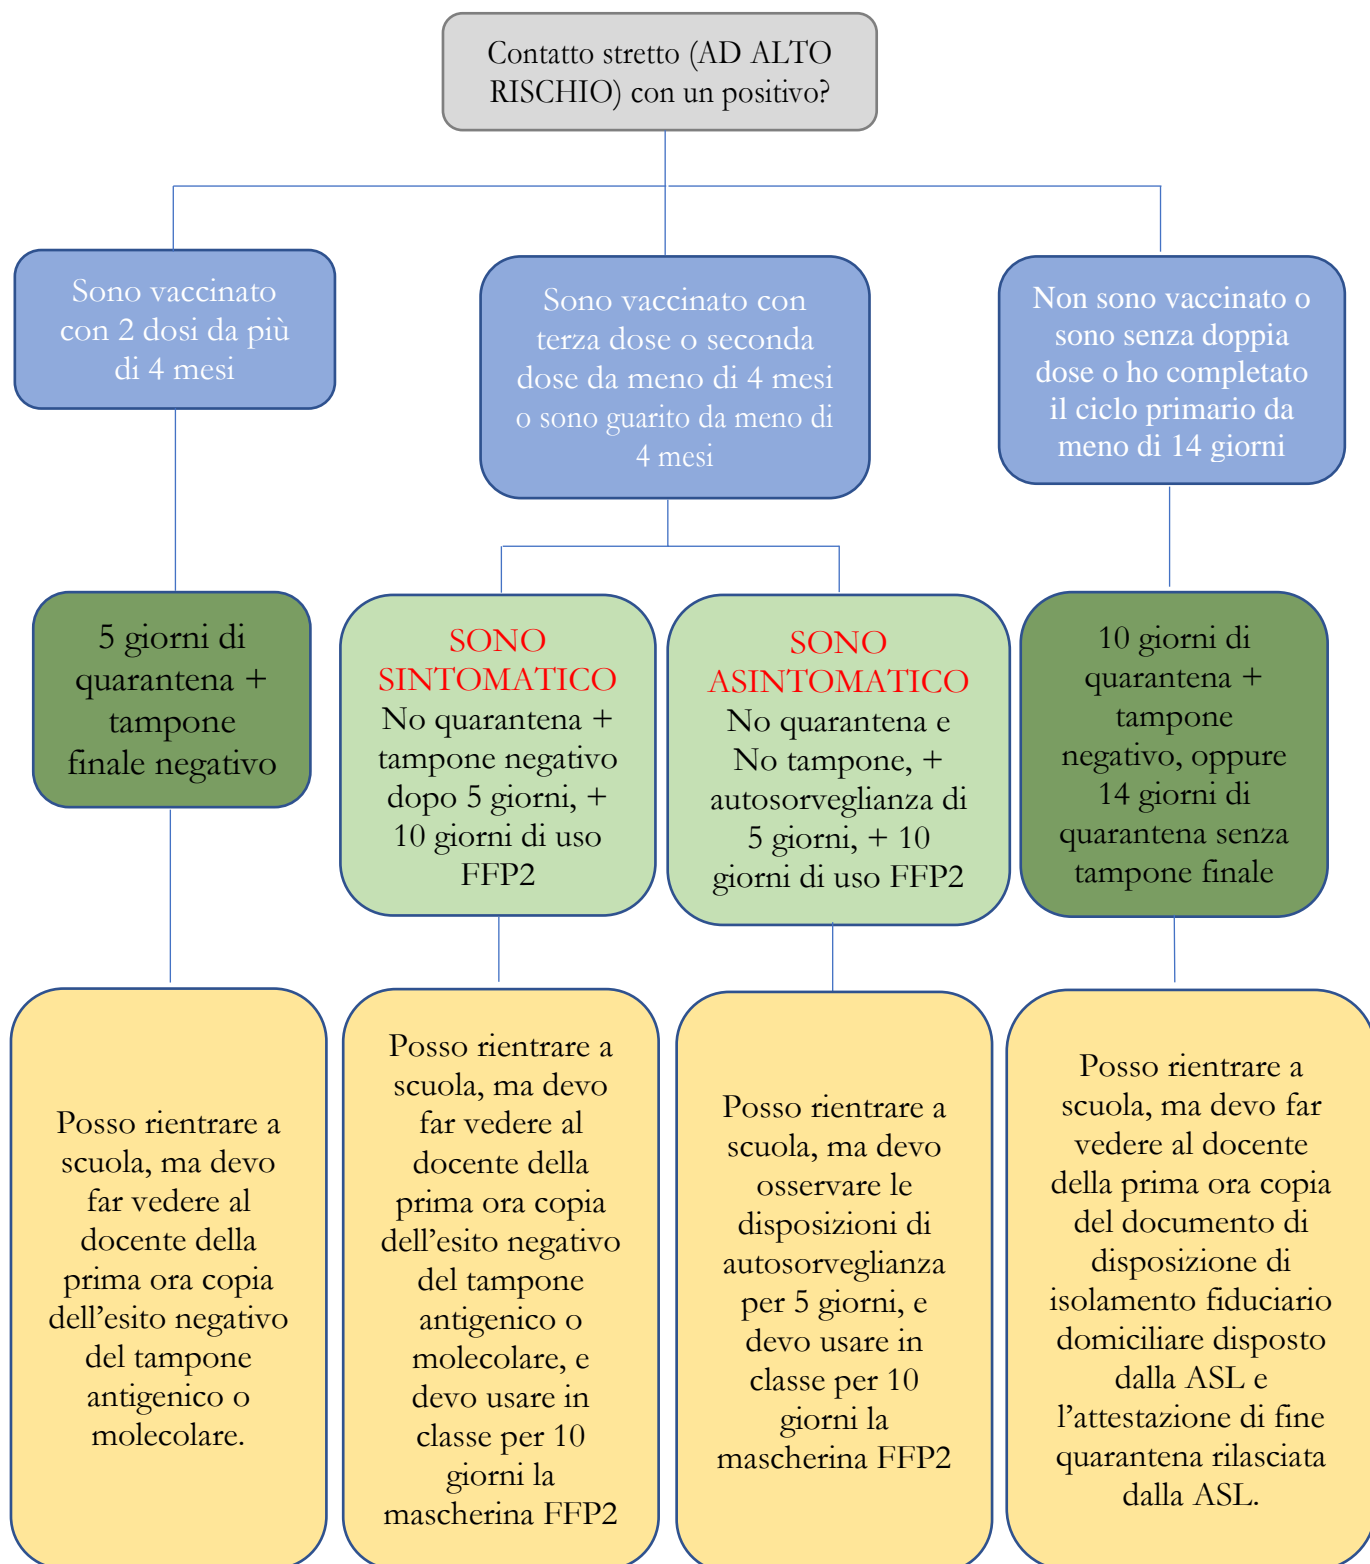 Contatto stretto (AD ALTO
RISCHIO) con un positivo?
Sono vaccinato
con 2 dosi da più
di 4 mesi
Sono vaccinato con
terza dose o seconda
dose da meno di 4 mesi
o sono guarito da meno di
4 mesi
Non sono vaccinato o
sono senza doppia
dose o ho completato
il ciclo primario da
meno di 14 giorni
5 giorni di
quarantena +
tampone
finale negativo
SONO
SINTOMATICO
No quarantena +
tampone negativo
dopo 5 giorni, +
10 giorni di uso
FFP2
SONO
ASINTOMATICO
No quarantena e
No tampone, +
autosorveglianza di
5 giorni, + 10
giorni di uso FFP2
10 giorni di
quarantena +
tampone
negativo, oppure
14 giorni di
quarantena senza
tampone finale
Posso rientrare a
scuola, ma devo
far vedere al
docente della
prima ora copia
dell'esito negativo
del tampone
antigenico o
molecolare.
Posso rientrare a
scuola, ma devo
far vedere al
docente della
prima ora copia
dell'esito negativo
del tampone
antigenico o
molecolare, e
devo usare in
classe per 10
giorni la
mascherina FFP2
Posso rientrare a
scuola, ma devo
osservare le
disposizioni di
autosorveglianza
per 5 giorni, e
devo usare in
classe per 10
giorni la
mascherina FFP2
Posso rientrare a
scuola, ma devo far
vedere al docente
della prima ora copia
del documento di
disposizione di
isolamento fiduciario
domiciliare disposto
dalla ASL e
l'attestazione di fine
quarantena rilasciata
dalla ASL.